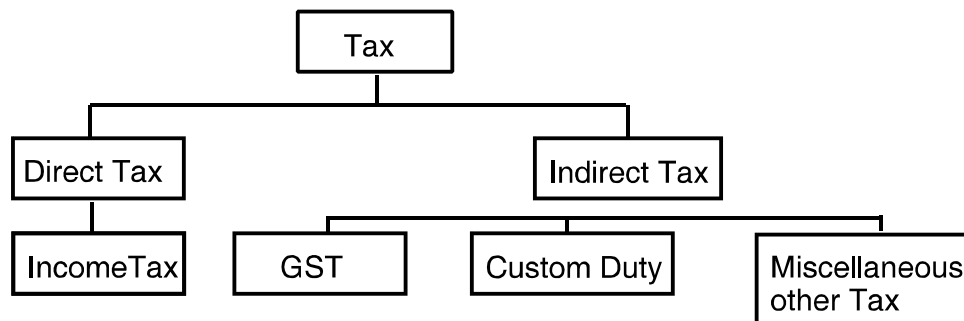 Tax
Direct Tax
Indirect Tax
IncomeTax
GST
Custom Duty
Miscellaneous
other Tax